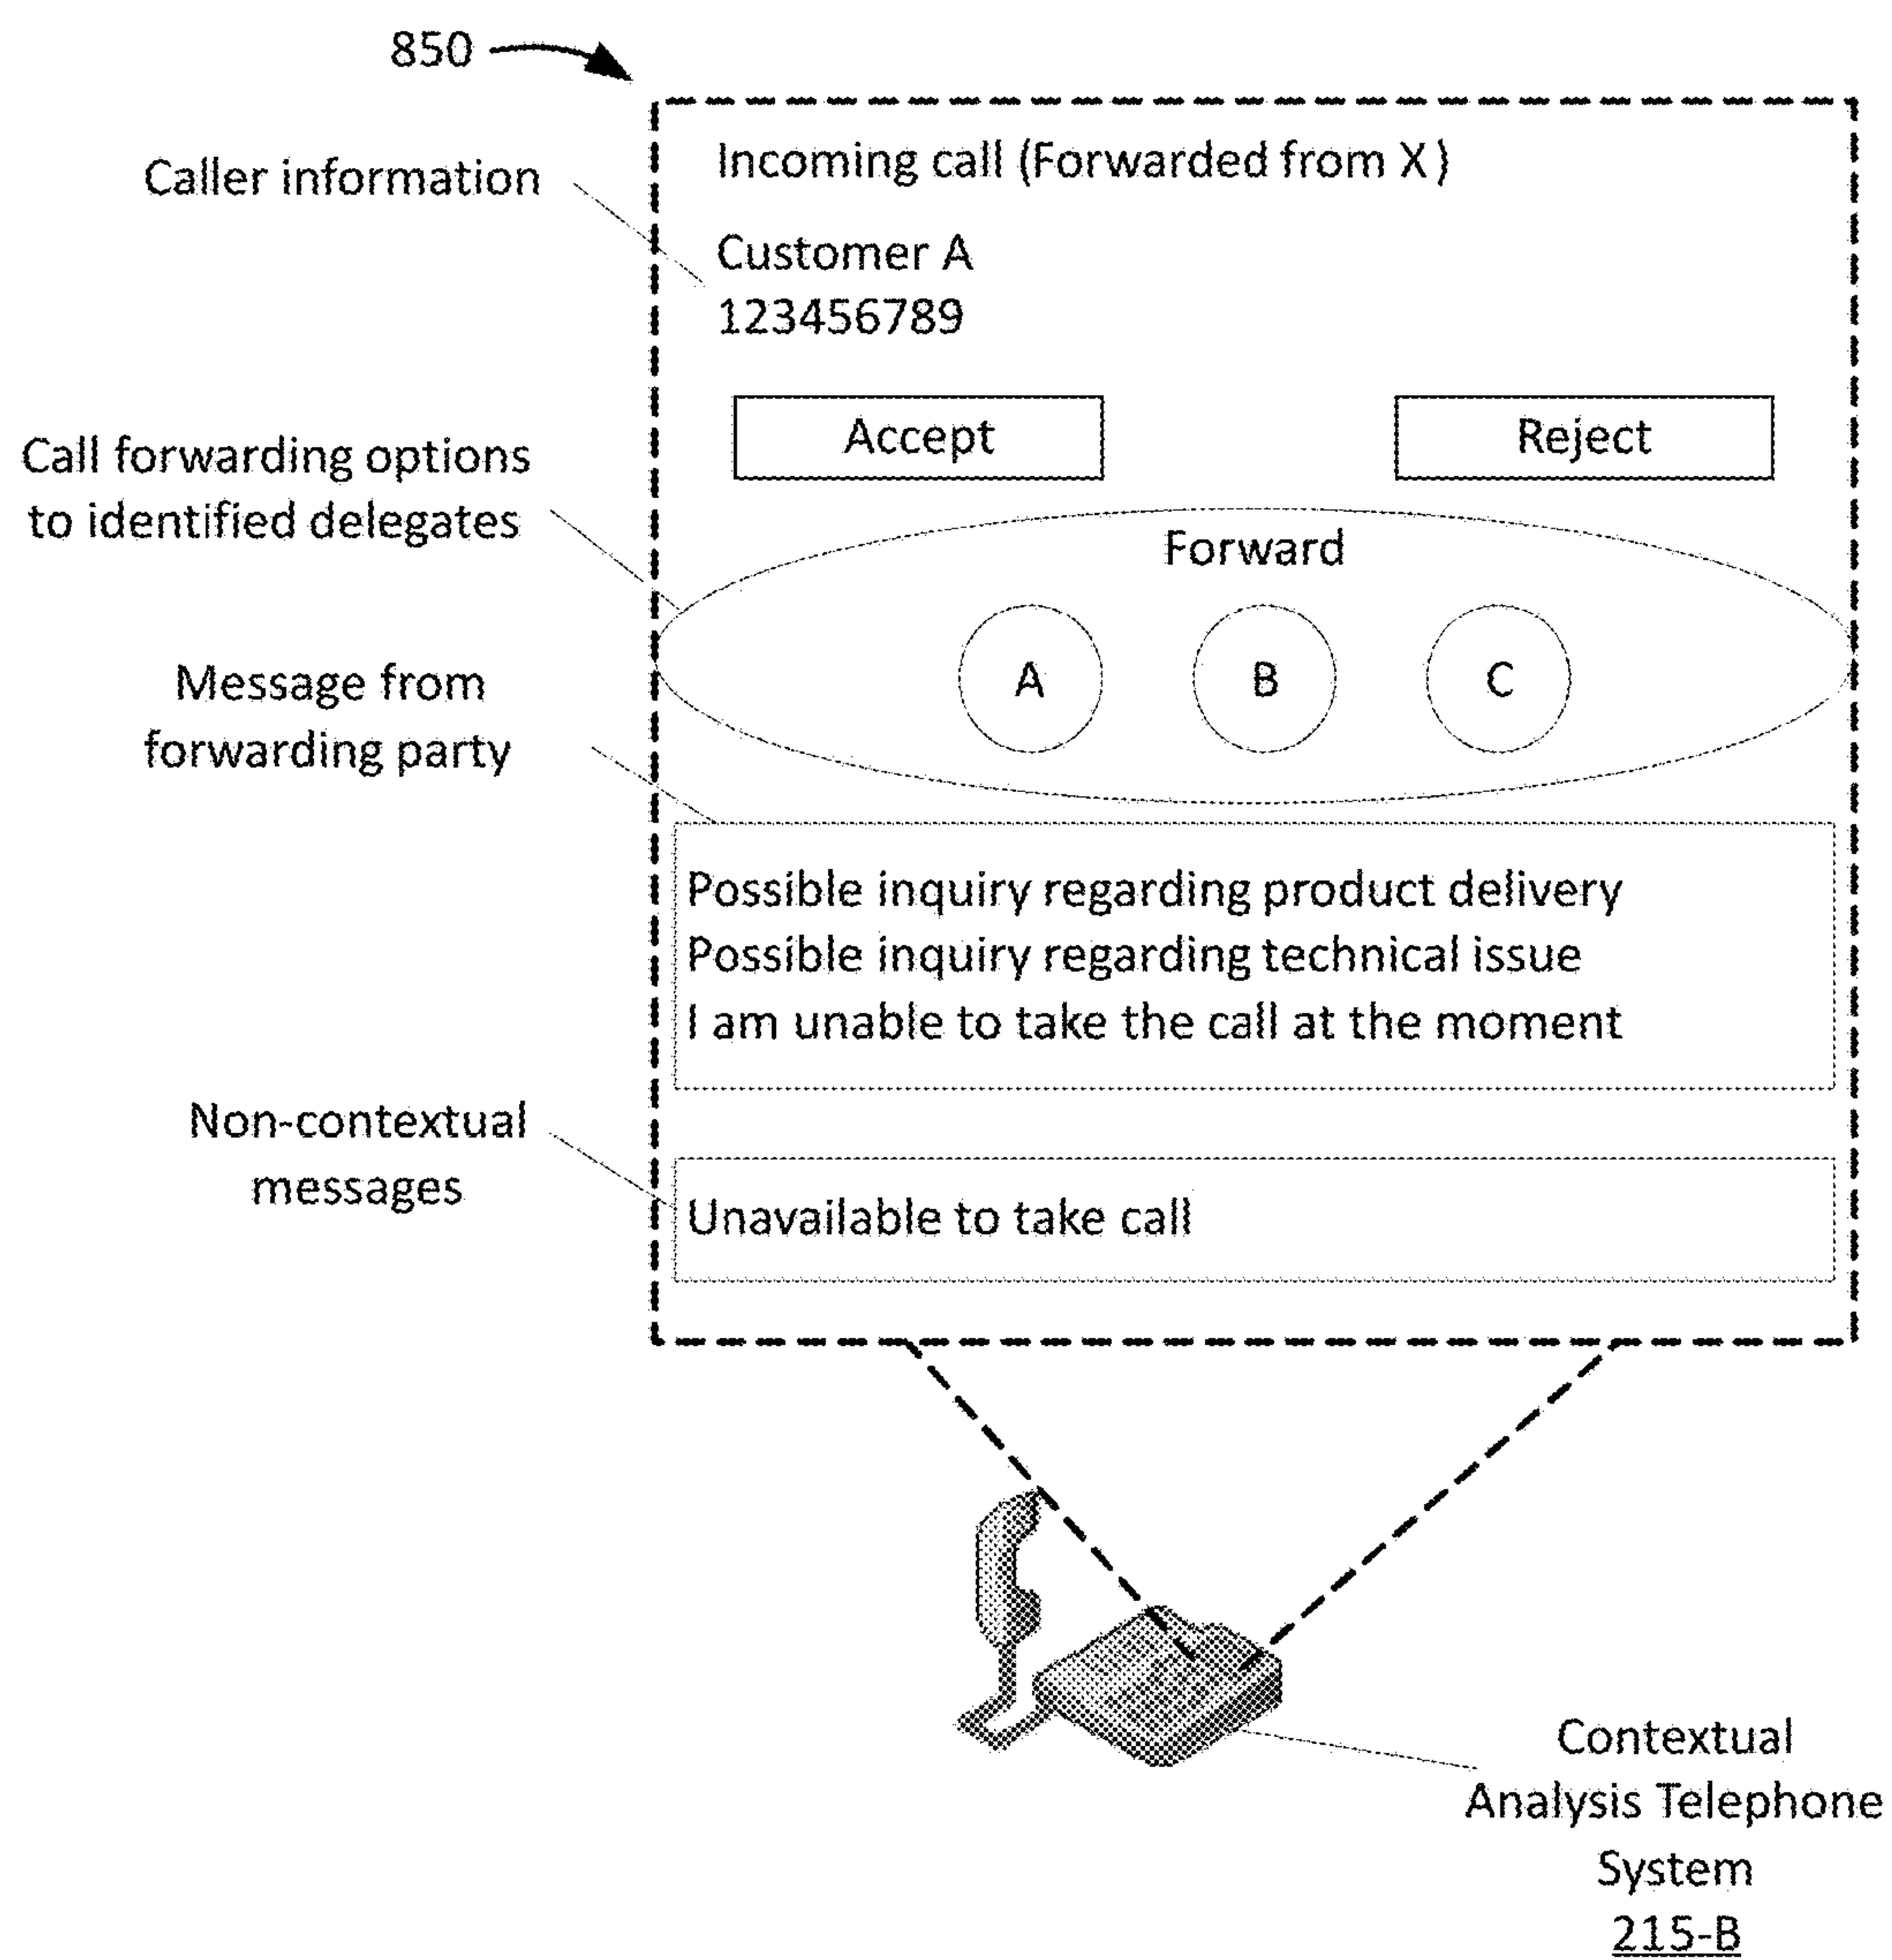 850
Caller information
Incoming call (Forwarded from X)
Customer A
123456789
Accept
Reject
Call forwarding options
to identified delegates
Forward
A
B
C
Message from
forwarding party
Possible inquiry regarding product delivery
Possible inquiry regarding technical issue
I am unable to take the call at the moment
Non-contextual
messages
Unavailable to take call
Contextual
Analysis Telephone
System
215-B